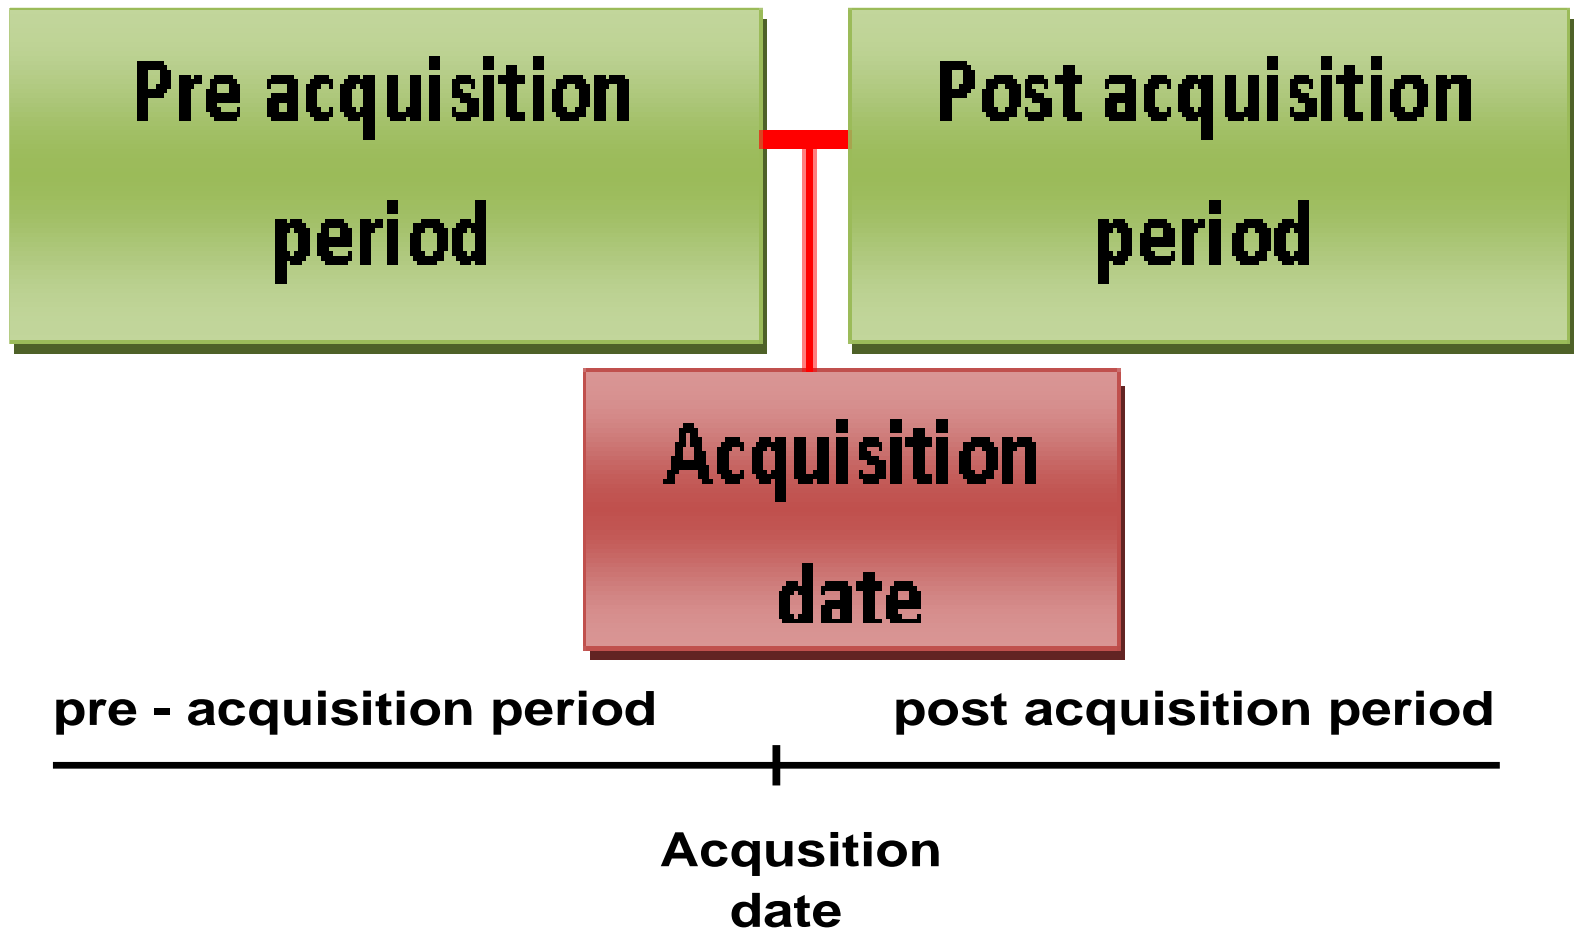 Pre acquisition
period
Post acquisition
period
Acquisition
date
pre - acquisition period
post acquisition period
Acqusition
date